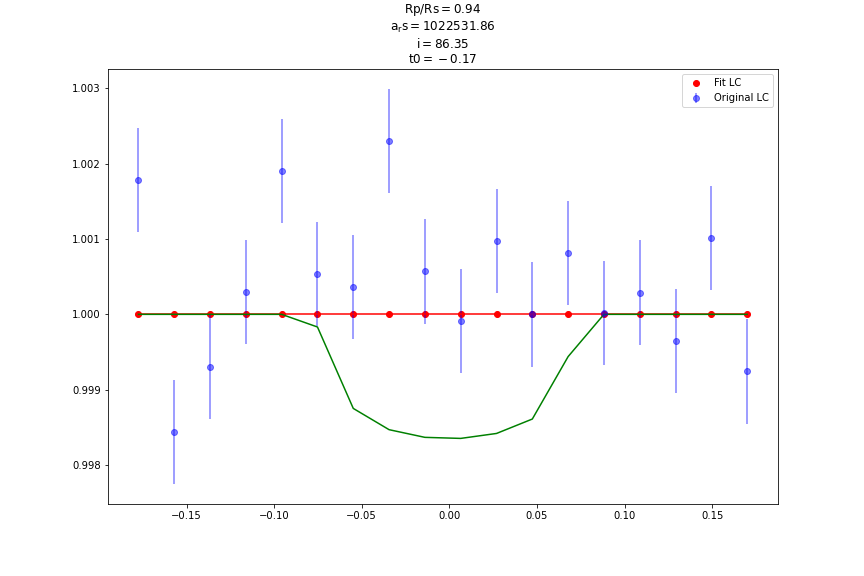 Rp/Rs = 0.94
aᵣs = 1022531.86
i = 86.35
t0 = −0.17
Fit LC
Original LC
1.003
1.002
1.001
1.000
0.999
0.998
−0.15 −0.10 −0.05 0.00 0.05 0.10 0.15